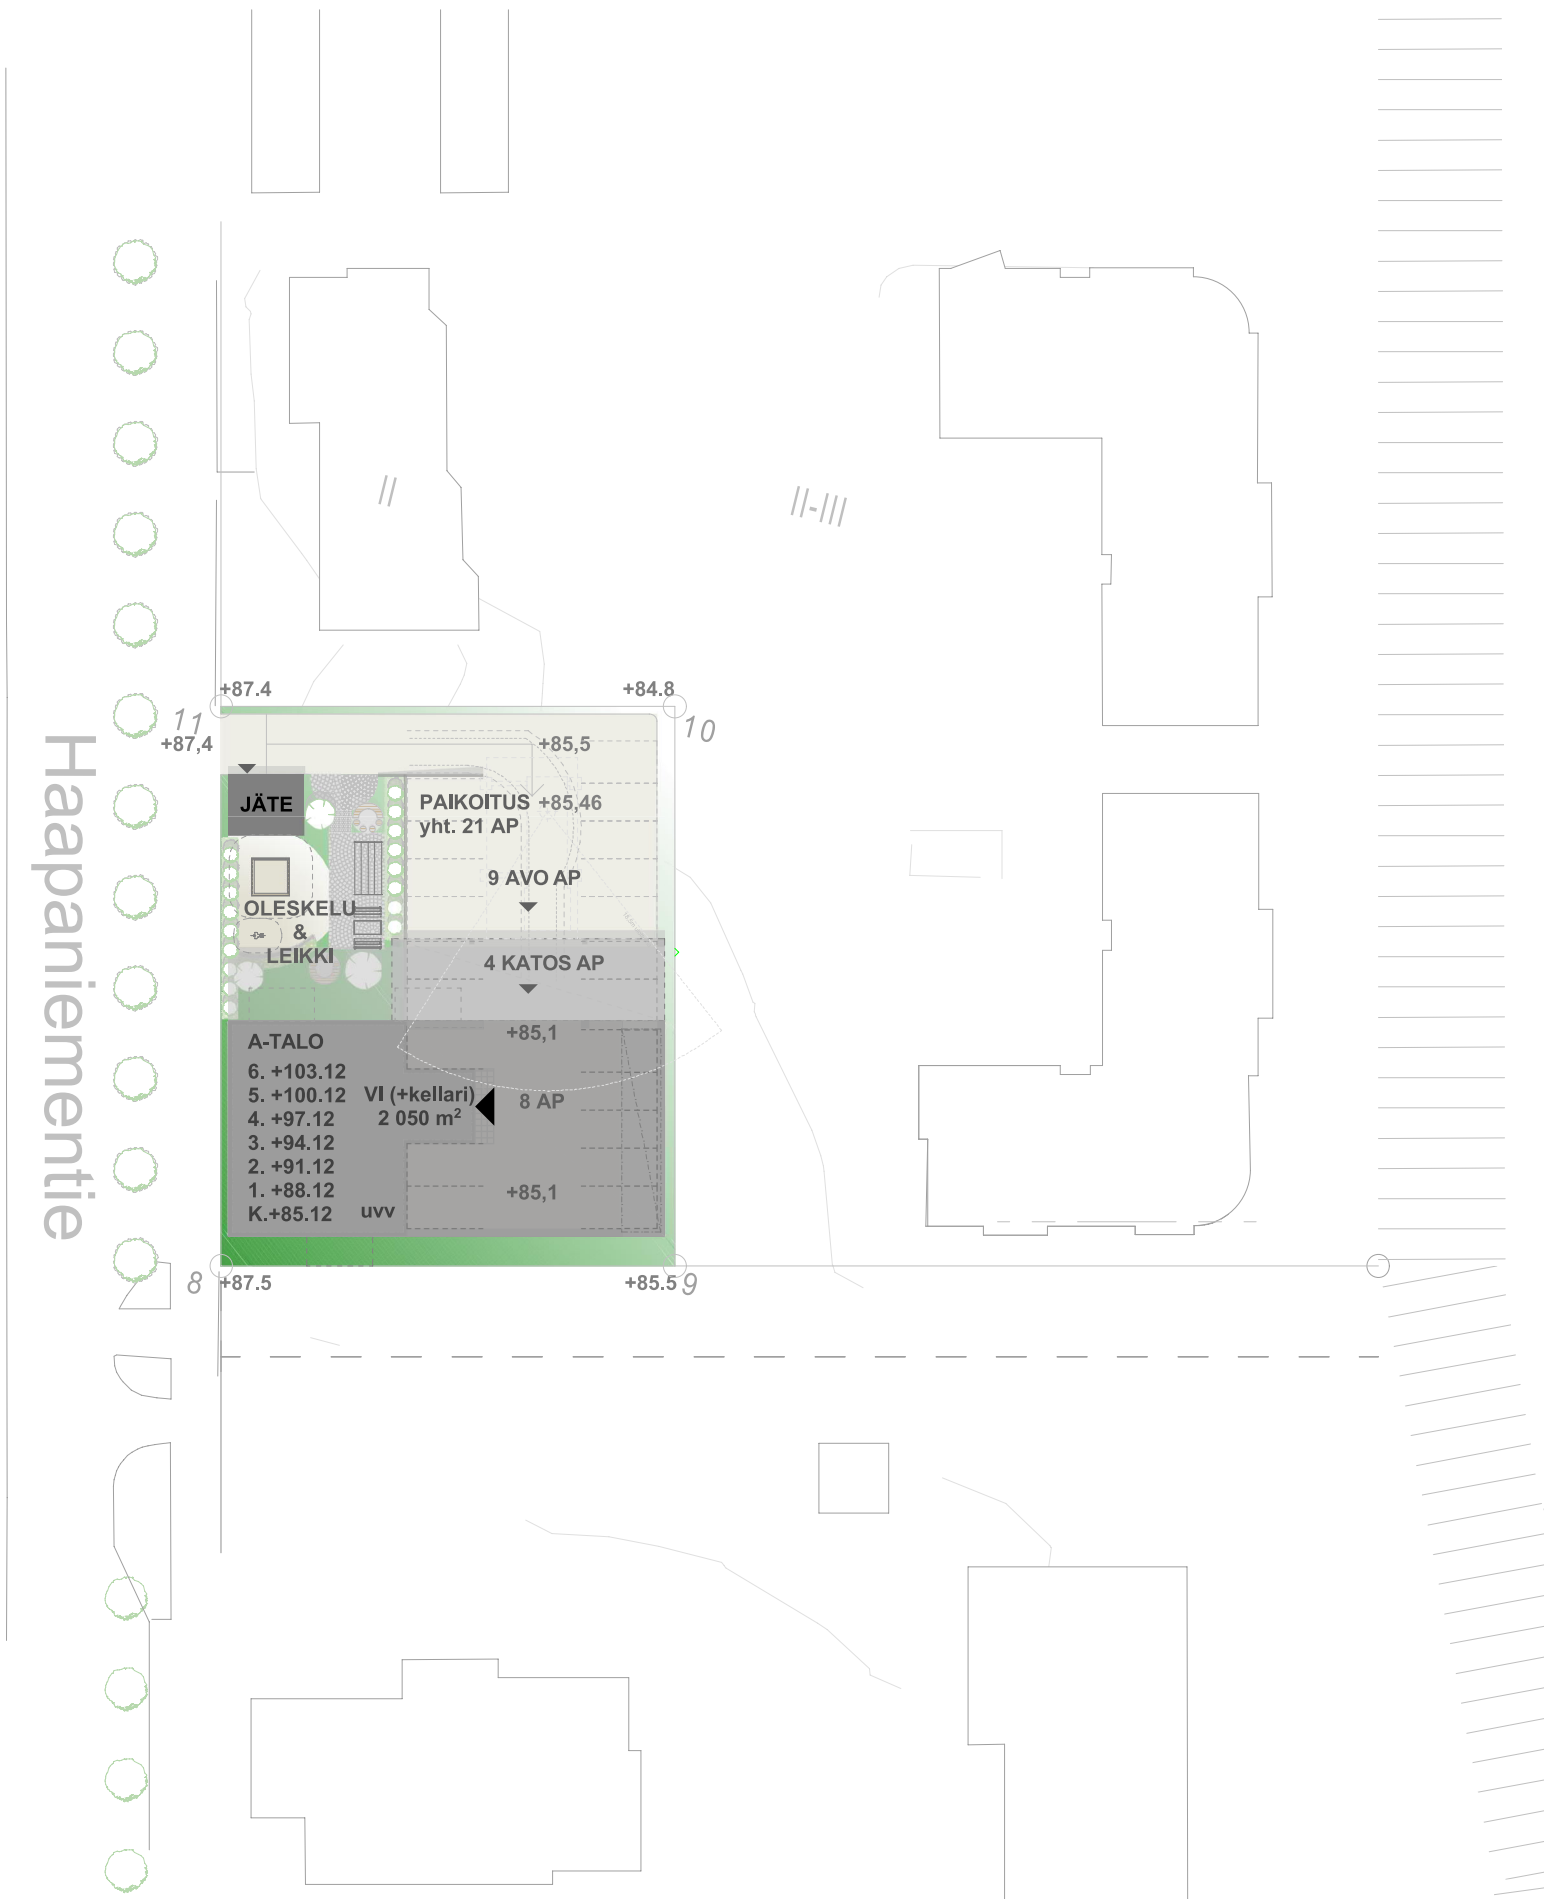 Haapaniementie
//
//-///
+87.4
+84.8
11
10
+87,4
+85,5
JÄTE
PAIKOITUS +85,46
yht. 21 AP
9 AVO AP
OLESKELU
&
LEIKKI
4 KATOS AP
+85,1
A-TALO
6. +103.12
5. +100.12
4. +97.12
3. +94.12
2. +91.12
1. +88.12
K.+85.12
VI (+kellari)
2 050 m²
8 AP
+85,1
uvv
8
+87.5
+85.5
9